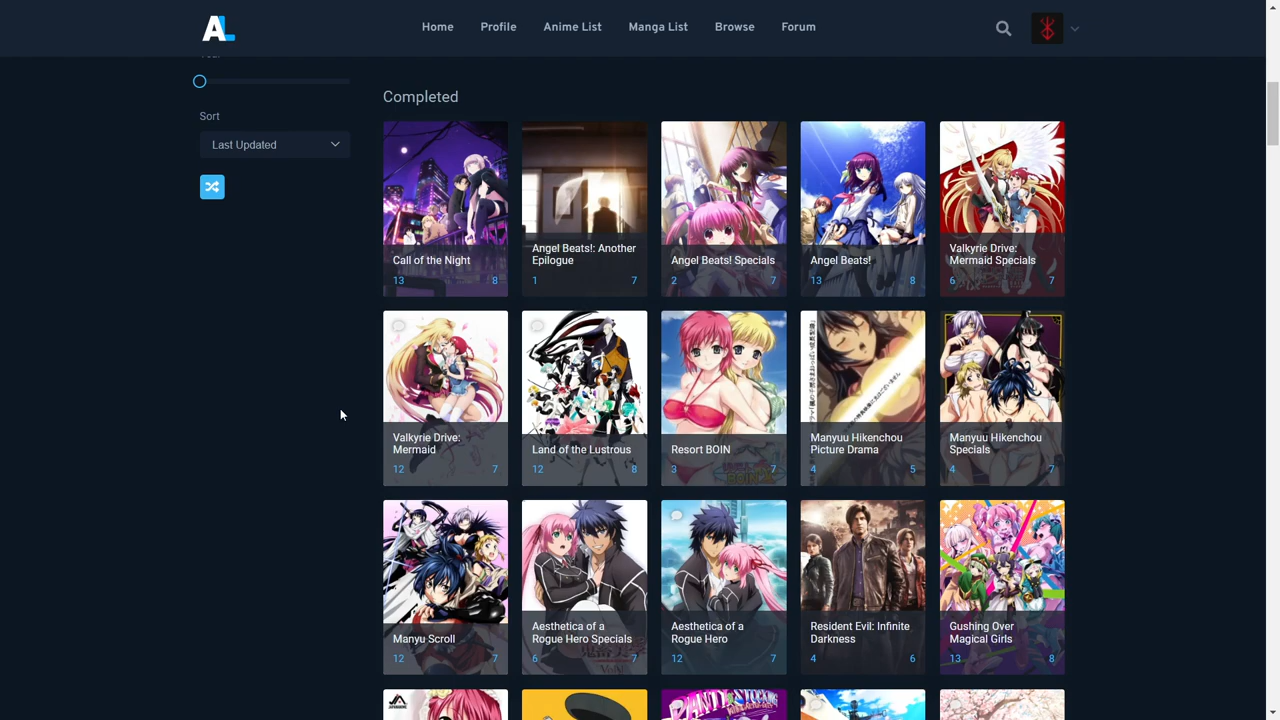 AL
Home Profile Anime List Manga List Browse Forum
Sort
Last Updated
Completed
Call of the Night
13 8
Angel Beats!: Another
Epilogue
1 7
Angel Beats! Specials
2 7
Angel Beats!
13 8
Valkyrie Drive:
Mermaid Specials
6 7
Valkyrie Drive:
Mermaid
12 7
Land of the Lustrous
12 8
Resort BOIN
3 7
Manyuu Hikenchou
Picture Drama
4 5
Manyuu Hikenchou
Specials
4 7
Manyu Scroll
12 7
Aesthetica of a
Rogue Hero Specials
6 7
Aesthetica of a
Rogue Hero
12 7
Resident Evil: Infinite
Darkness
4 6
Gushing Over
Magical Girls
13 8